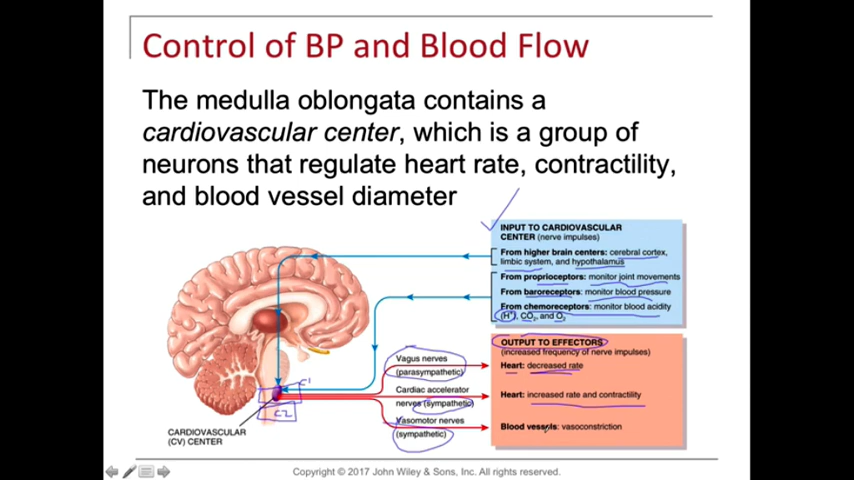 Control of BP and Blood Flow
The medulla oblongata contains a
cardiovascular center, which is a group of
neurons that regulate heart rate, contractility,
and blood vessel diameter
INPUT TO CARDIOVASCULAR
CENTER (nerve impulses)
From higher brain centers: cerebral cortex,
limbic system, and hypothalamus
From proprioceptors: monitor joint movements
From baroreceptors: monitor blood pressure
From chemoreceptors: monitor blood acidity
(H+), CO2, and O2
OUTPUT TO EFFECTORS
(increased frequency of nerve impulses)
Vagus nerves
(parasympathetic)
Heart: decreased rate
Cardiac accelerator
nerves (sympathetic)
Heart: increased rate and contractility
Vasomotor nerves
(sympathetic)
Blood vessels: vasoconstriction
C1
C2
CARDIOVASCULAR
(CV) CENTER
Copyright © 2017 John Wiley & Sons, Inc. All rights reserved.